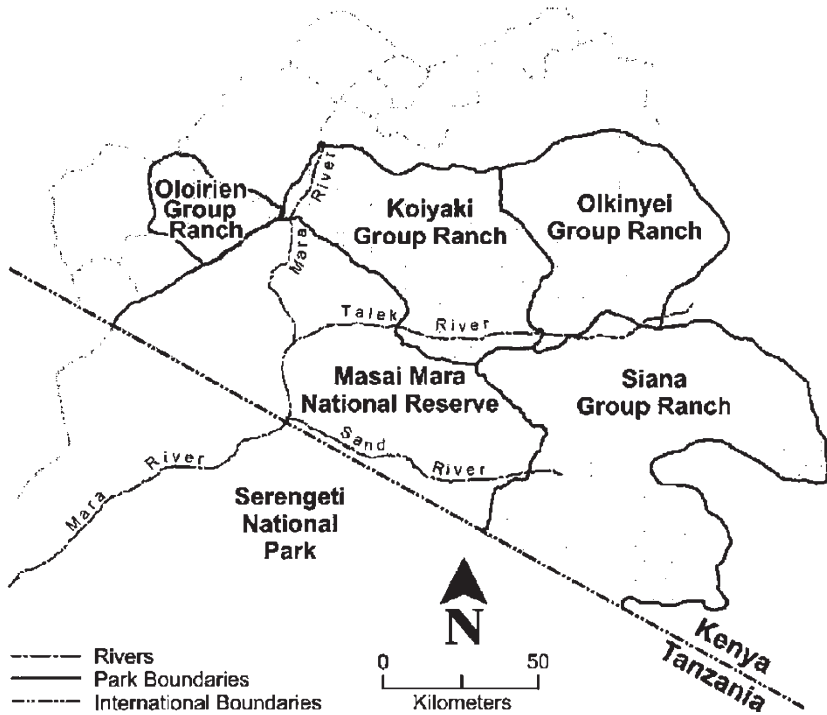 Oloirien
Group
Ranch
River
Mara
Koiyaki
Group Ranch
Olkinyei
Group Ranch
Talek River
Masai Mara
National Reserve
Siana
Group Ranch
Sand River
Mara River
Serengeti
National
Park
N
Kenya
Tanzania
Rivers
Park Boundaries
International Boundaries
0 50
Kilometers